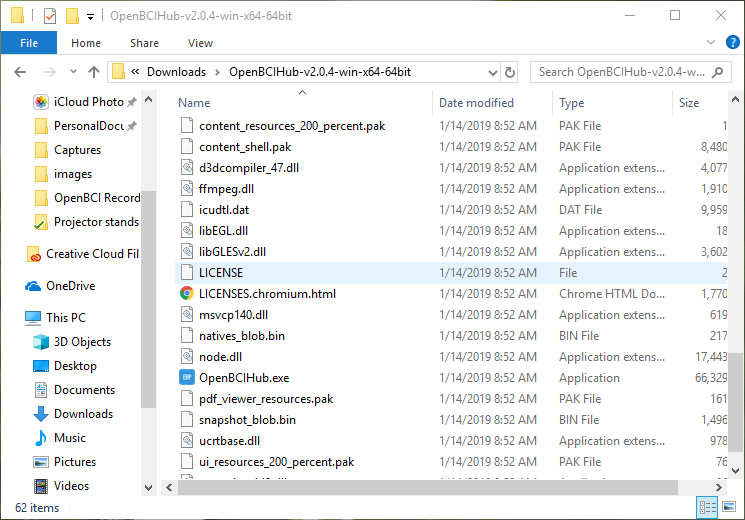 OpenBCIHub-v2.0.4-win-x64-64bit
File Home Share View
« Downloads › OpenBCIHub-v2.0.4-win-x64-64bit Search OpenBCIHub-v2.0.4-w...
iCloud Photo
PersonalDocu
Captures
images
OpenBCI Record
Projector stands
Creative Cloud Fil
OneDrive
This PC
3D Objects
Desktop
Documents
Downloads
Music
Pictures
Videos
Name Date modified Type Size
content_resources_200_percent.pak 1/14/2019 8:52 AM PAK File 1
content_shell.pak 1/14/2019 8:52 AM PAK File 8,480
d3dcompiler_47.dll 1/14/2019 8:52 AM Application extens... 4,077
ffmpeg.dll 1/14/2019 8:52 AM Application extens... 1,910
icudtl.dat 1/14/2019 8:52 AM DAT File 9,959
libEGL.dll 1/14/2019 8:52 AM Application extens... 18
libGLESv2.dll 1/14/2019 8:52 AM Application extens... 3,602
LICENSE 1/14/2019 8:52 AM File 2
LICENSES.chromium.html 1/14/2019 8:52 AM Chrome HTML Do... 1,770
msvcp140.dll 1/14/2019 8:52 AM Application extens... 619
natives_blob.bin 1/14/2019 8:52 AM BIN File 217
node.dll 1/14/2019 8:52 AM Application extens... 17,443
OpenBCIHub.exe 1/14/2019 8:52 AM Application 66,329
pdf_viewer_resources.pak 1/14/2019 8:52 AM PAK File 161
snapshot_blob.bin 1/14/2019 8:52 AM BIN File 1,496
ucrtbase.dll 1/14/2019 8:52 AM Application extens... 978
ui_resources_200_percent.pak 1/14/2019 8:52 AM PAK File 76
62 items